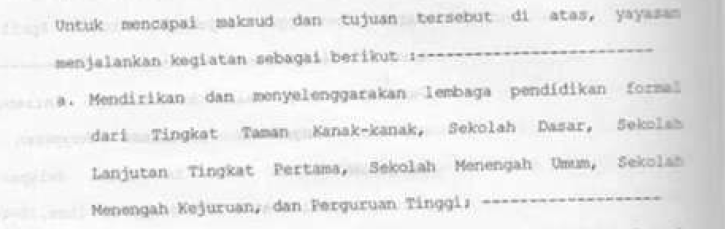 Untuk mencapai maksud dan tujuan tersebut di atas, yayasan
menjalankan kegiatan sebagai berikut :--------------------------
a. Mendirikan dan menyelenggarakan lembaga pendidikan formal
dari Tingkat Taman Kanak-kanak, Sekolah Dasar, Sekolah
Lanjutan Tingkat Pertama, Sekolah Menengah Umum, Sekolah
Menengah Kejuruan, dan Perguruan Tinggi; -------------------